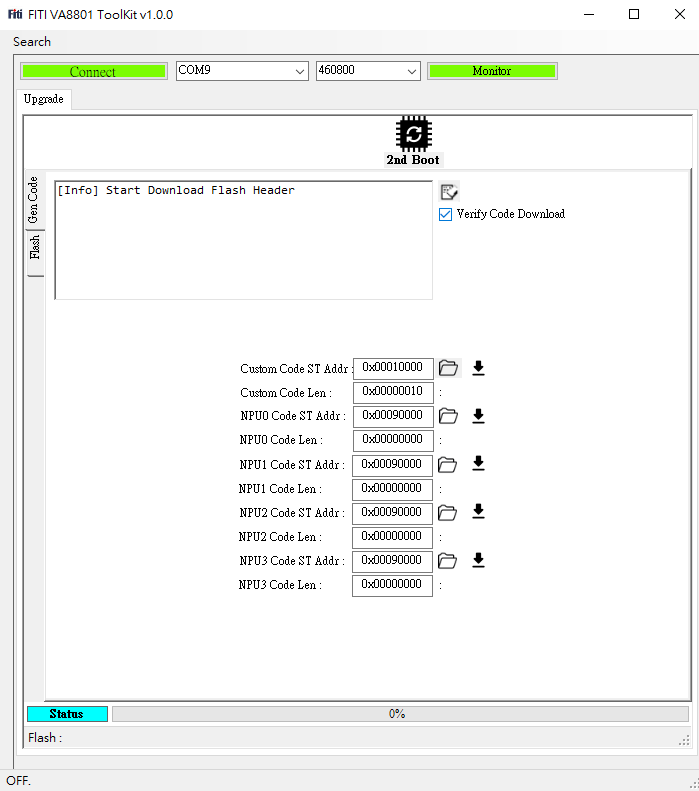 Fiti FITI VA8801 ToolKit v1.0.0
Search
Connect COM9 460800 Monitor
Upgrade
2nd Boot
Gen Code
Flash
[Info] Start Download Flash Header
Verify Code Download
Custom Code ST Addr : 0x00010000
Custom Code Len : 0x00000010 :
NPU0 Code ST Addr : 0x00090000
NPU0 Code Len : 0x00000000 :
NPU1 Code ST Addr : 0x00090000
NPU1 Code Len : 0x00000000 :
NPU2 Code ST Addr : 0x00090000
NPU2 Code Len : 0x00000000 :
NPU3 Code ST Addr : 0x00090000
NPU3 Code Len : 0x00000000 :
Status 0%
Flash :
OFF.